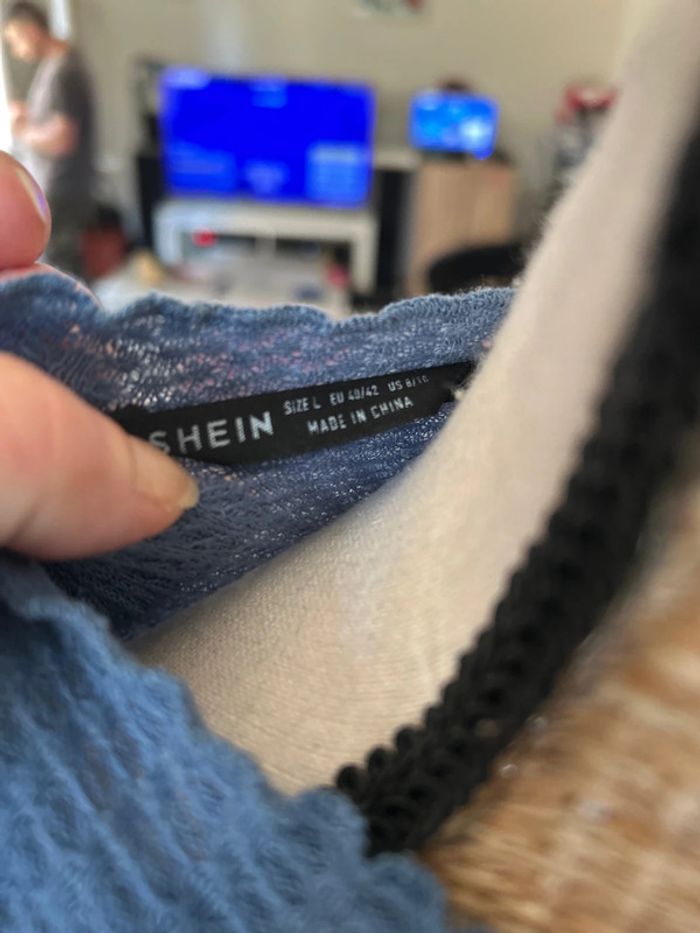 SHEIN
SIZE L EU 40/42 US 8/10
MADE IN CHINA